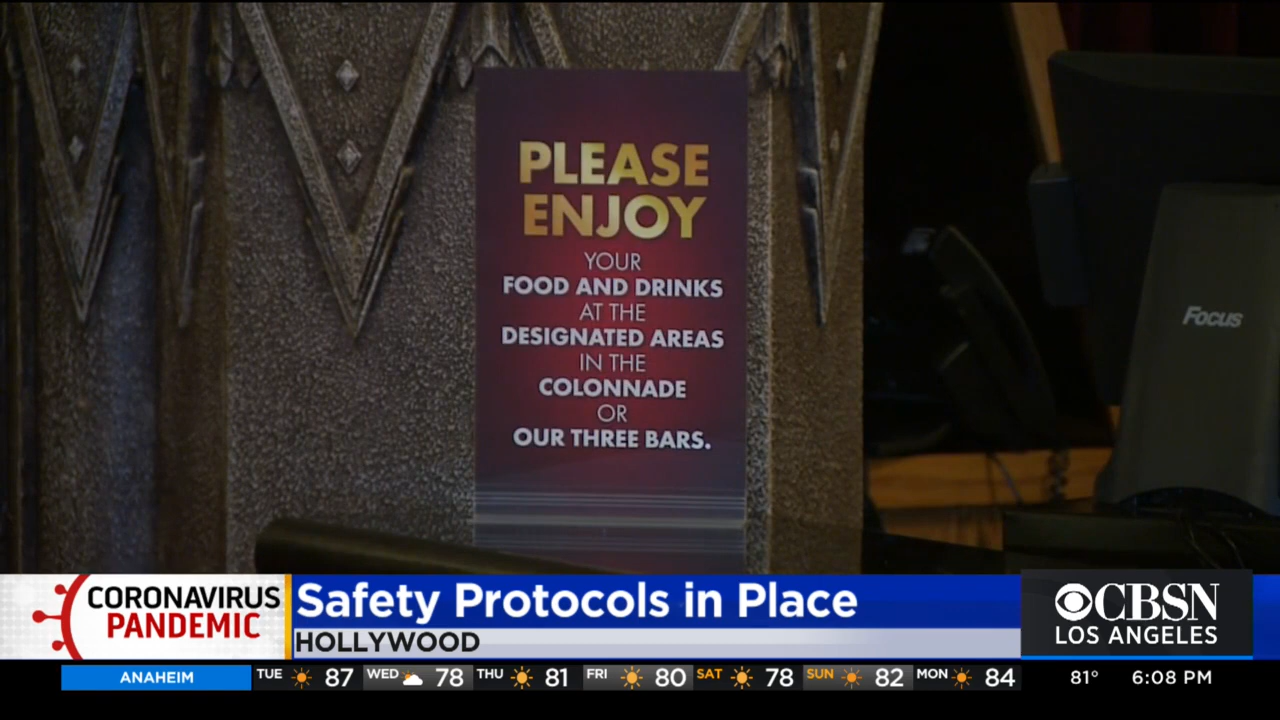 PLEASE
ENJOY
YOUR
FOOD AND DRINKS
AT THE
DESIGNATED AREAS
IN THE
COLONNADE
OR
OUR THREE BARS.
Focus
CORONAVIRUS
PANDEMIC
Safety Protocols in Place
HOLLYWOOD
CBSN
LOS ANGELES
ANAHEIM TUE 87 WED 78 THU 81 FRI 80 SAT 78 SUN 82 MON 84 81° 6:08 PM